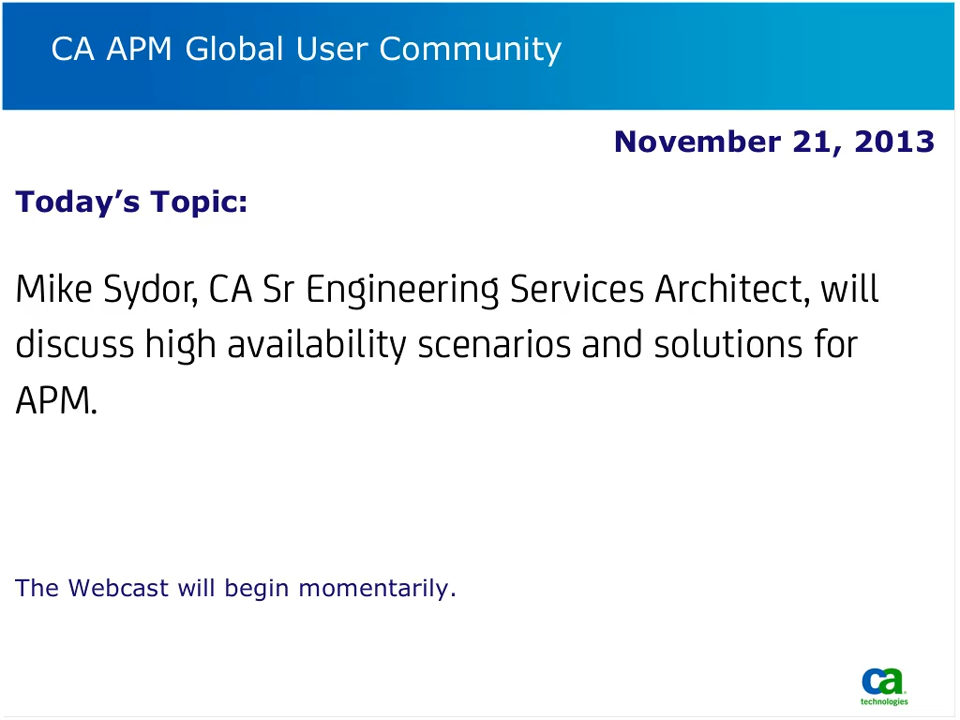 CA APM Global User Community
November 21, 2013
Today’s Topic:
Mike Sydor, CA Sr Engineering Services Architect, will
discuss high availability scenarios and solutions for
APM.
The Webcast will begin momentarily.
ca
technologies